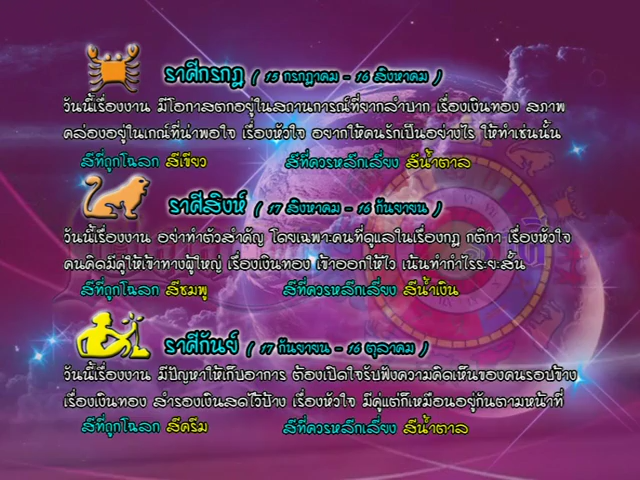 ราศีกรกฎ ( 15 กรกฎาคม - 16 สิงหาคม )
วันนี้เรื่องงาน มีโอกาสตกอยู่ในสถานการณ์ที่ยากลำบาก เรื่องเงินทอง สภาพ
คล่องอยู่ในเกณฑ์ที่น่าพอใจ เรื่องหัวใจ อยากให้คนรักเป็นอย่างไร ให้ทำเช่นนั้น
สีที่ถูกโฉลก สีเขียว สีที่ควรหลีกเลี่ยง สีน้ำตาล
ราศีสิงห์ ( 17 สิงหาคม - 16 กันยายน )
วันนี้เรื่องงาน อย่าทำตัวสำคัญ โดยเฉพาะคนที่ดูแลในเรื่องกฎ กติกา เรื่องหัวใจ
คนคิดมีคู่ให้เข้าทางผู้ใหญ่ เรื่องเงินทอง เข้าออกให้ไว เน้นทำกำไรระยะสั้น
สีที่ถูกโฉลก สีชมพู สีที่ควรหลีกเลี่ยง สีน้ำเงิน
ราศีกันย์ ( 17 กันยายน - 16 ตุลาคม )
วันนี้เรื่องงาน มีปัญหาให้เก็บอาการ ต้องเปิดใจรับฟังความคิดเห็นของคนรอบข้าง
เรื่องเงินทอง สำรองเงินสดไว้บ้าง เรื่องหัวใจ มีคู่แต่ก็เหมือนอยู่กันตามหน้าที่
สีที่ถูกโฉลก สีครีม สีที่ควรหลีกเลี่ยง สีน้ำตาล